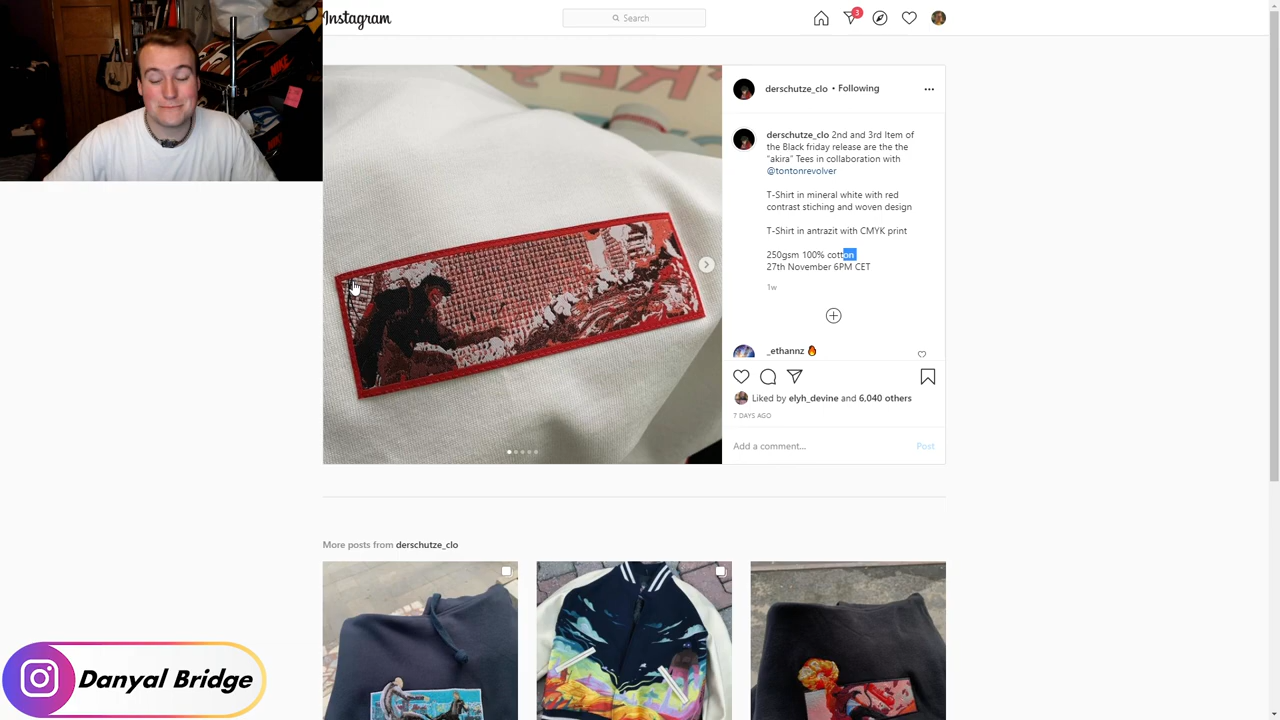 Instagram
Search
3
derschutze_clo • Following
derschutze_clo 2nd and 3rd Item of
the Black friday release are the the
"akira" Tees in collaboration with
@tontonrevolver
T-Shirt in mineral white with red
contrast stiching and woven design
T-Shirt in antrazit with CMYK print
250gsm 100% cotton
27th November 6PM CET
1w
_ethannz
Liked by elyh_devine and 6,040 others
7 DAYS AGO
Add a comment...
Post
More posts from derschutze_clo
Danyal Bridge